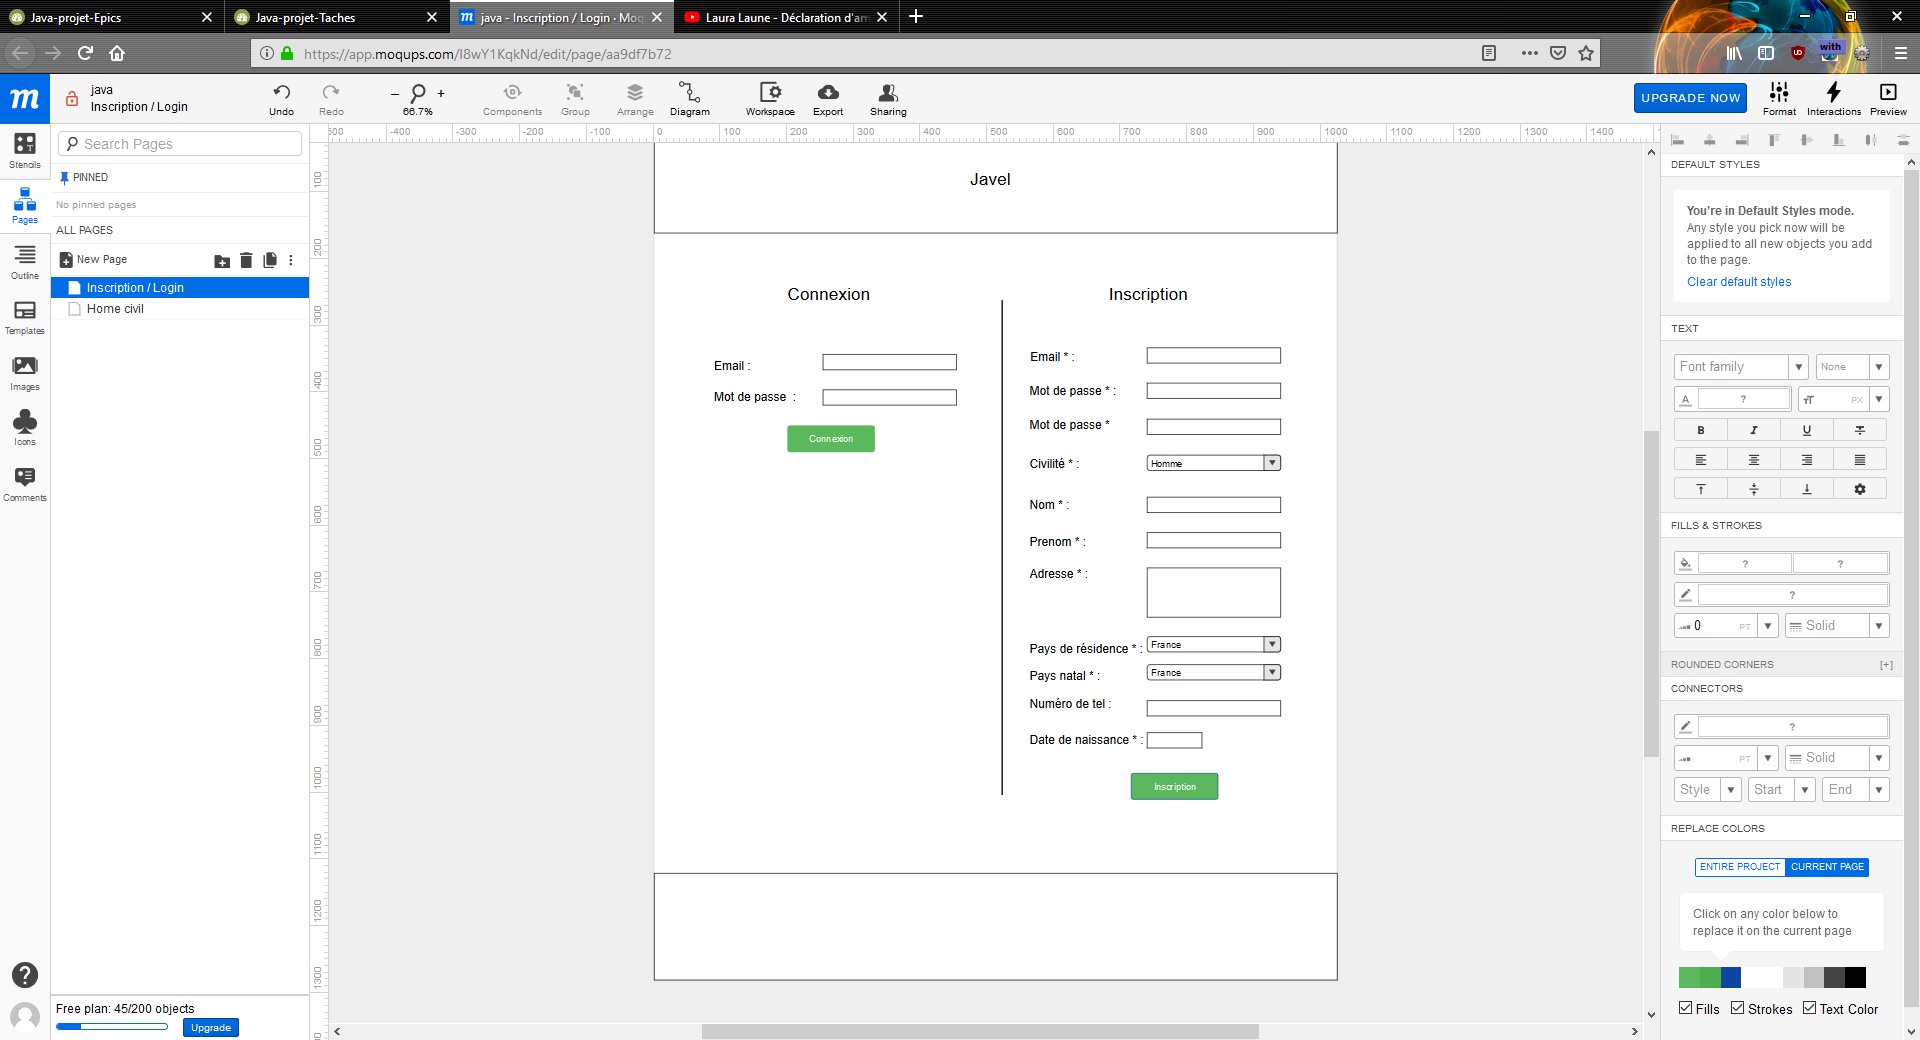 Java-projet-Epics
Java-projet-Taches
java - Inscription / Login · Moq
Laura Laune - Déclaration d'am
https://app.moqups.com/I8wY1KqkNd/edit/page/aa9df7b72
with
m
java
Inscription / Login
Undo
Redo
66.7%
Components
Group
Arrange
Diagram
Workspace
Export
Sharing
UPGRADE NOW
Format
Interactions
Preview
Stencils
Pages
Outline
Templates
Images
Icons
Comments
Search Pages
PINNED
No pinned pages
ALL PAGES
New Page
Inscription / Login
Home civil
Free plan: 45/200 objects
Upgrade
500 -400 -300 -200 -100 0 100 200 300 400 500 600 700 800 900 1000 1100 1200 1300 1400
100
200
300
400
500
600
700
800
900
1000
1100
1200
1300
Javel
Connexion
Email :
Mot de passe :
Connexion
Inscription
Email * :
Mot de passe * :
Mot de passe *
Civilité * :
Homme
Nom * :
Prenom * :
Adresse * :
Pays de résidence * :
France
Pays natal * :
France
Numéro de tel :
Date de naissance * :
Inscription
DEFAULT STYLES
You're in Default Styles mode.
Any style you pick now will be
applied to all new objects you add
to the page.
Clear default styles
TEXT
Font family
None
A ?
TT PX
B I U
FILLS & STROKES
? ?
?
0 PT
Solid
ROUNDED CORNERS [+]
CONNECTORS
?
PT
Solid
Style
Start
End
REPLACE COLORS
ENTIRE PROJECT
CURRENT PAGE
Click on any color below to
replace it on the current page
Fills
Strokes
Text Color